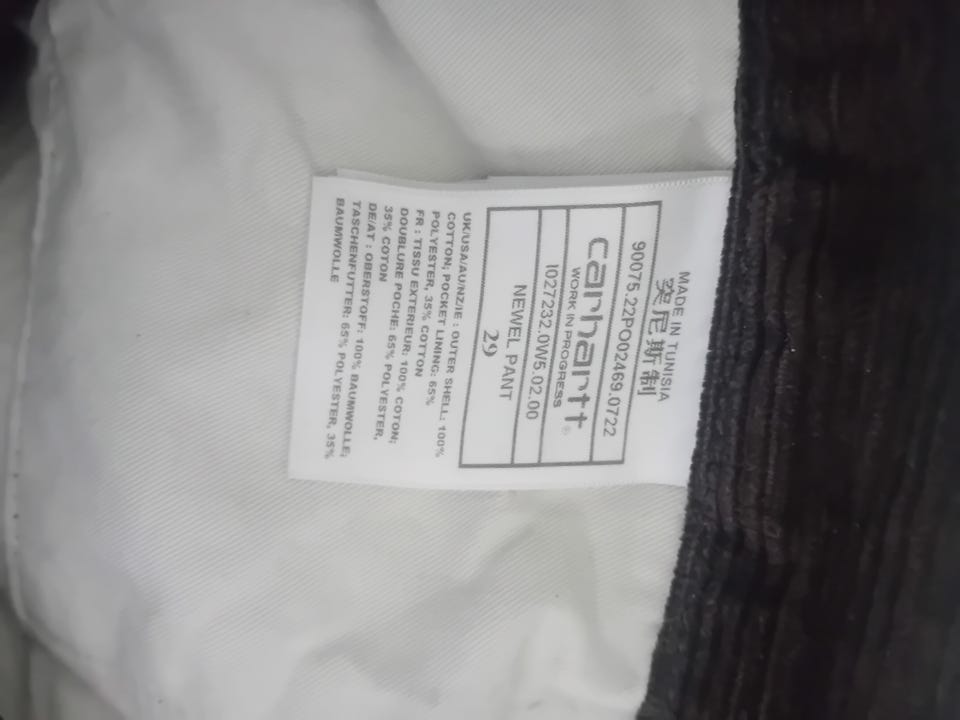 MADE IN TUNISIA
突尼斯制
90075.22PO02469.0722
carhartt®
WORK IN PROGRESS
I027232.0W5.02.00
NEWEL PANT
29
UK/USA/AU/NZ/IE : OUTER SHELL: 100%
COTTON; POCKET LINING: 65%
POLYESTER, 35% COTTON
FR : TISSU EXTERIEUR: 100% COTON;
DOUBLURE POCHE: 65% POLYESTER,
35% COTON
DE/AT : OBERSTOFF: 100% BAUMWOLLE;
TASCHENFUTTER: 65% POLYESTER, 35%
BAUMWOLLE